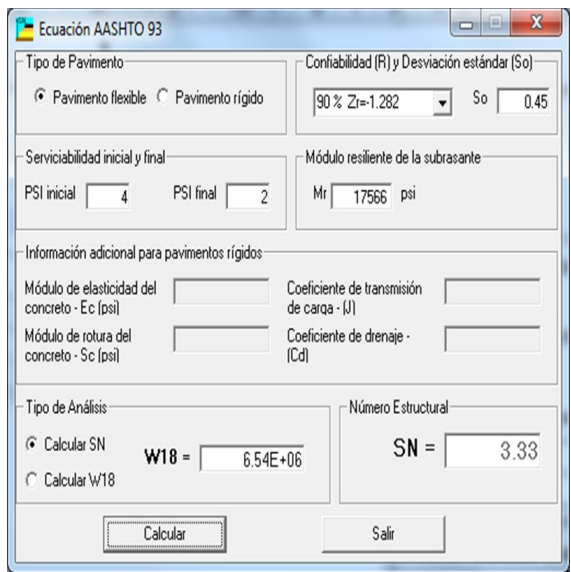 Ecuación AASHTO 93
Tipo de Pavimento
Pavimento flexible
Pavimento rígido
Confiabilidad (R) y Desviación estándar (So)
90 % Zr=-1.282
So
0.45
Serviciabilidad inicial y final
PSI inicial
4
PSI final
2
Módulo resiliente de la subrasante
Mr
17566
psi
Información adicional para pavimentos rígidos
Módulo de elasticidad del
concreto - Ec (psi)
Coeficiente de transmisión
de carga - (J)
Módulo de rotura del
concreto - Sc (psi)
Coeficiente de drenaje -
(Cd)
Tipo de Análisis
Calcular SN
Calcular W18
W18 =
6.54E+06
Número Estructural
SN =
3.33
Calcular
Salir